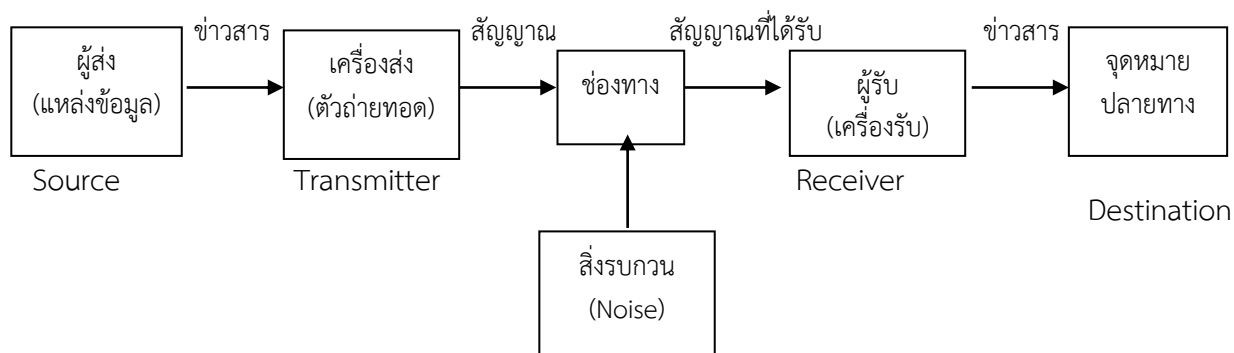 ข่าวสาร
สัญญาณ
สัญญาณที่ได้รับ
ข่าวสาร
ผู้ส่ง
(แหล่งข้อมูล)
เครื่องส่ง
(ตัวถ่ายทอด)
ช่องทาง
ผู้รับ
(เครื่องรับ)
จุดหมาย
ปลายทาง
Source
Transmitter
Receiver
Destination
สิ่งรบกวน
(Noise)